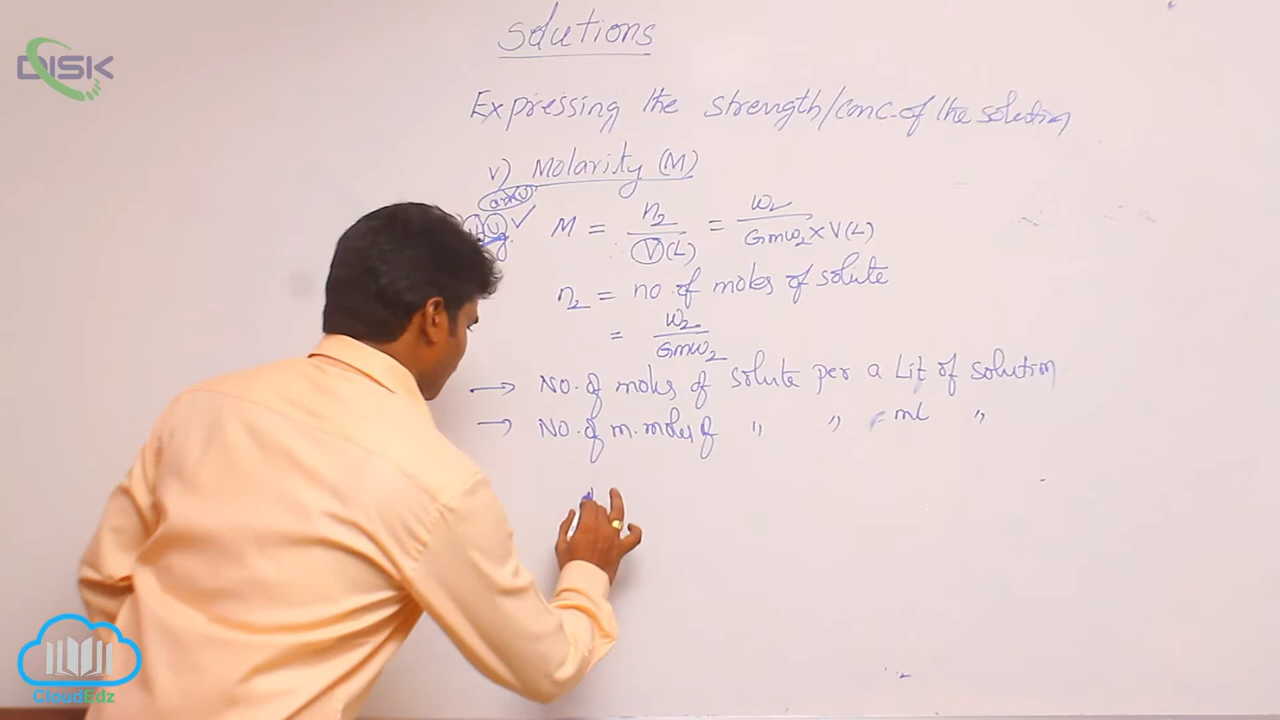 DISK
Solutions
Expressing the strength/conc. of the solution
v) Molarity (M)
M = n₂/V(L) = w₂/(Gmw₂ × V(L))
n₂ = no of moles of solute
= w₂/Gmw₂
→ No. of moles of solute per a Lit of solution
→ No. of m.moles of " " mL "
CloudEdz